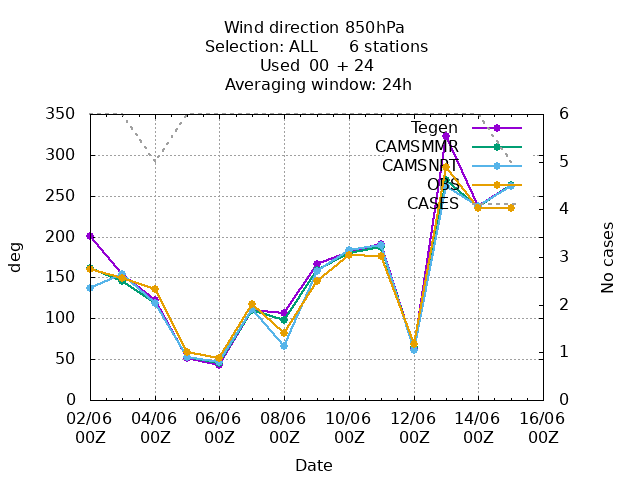 Wind direction 850hPa
Selection: ALL 6 stations
Used 00 + 24
Averaging window: 24h
350
300
250
200
150
100
50
0
deg
6
5
4
3
2
1
0
No cases
Tegen
CAMSMMR
CAMSNRT
OBS
CASES
02/06 04/06 06/06 08/06 10/06 12/06 14/06 16/06
00Z 00Z 00Z 00Z 00Z 00Z 00Z 00Z
Date